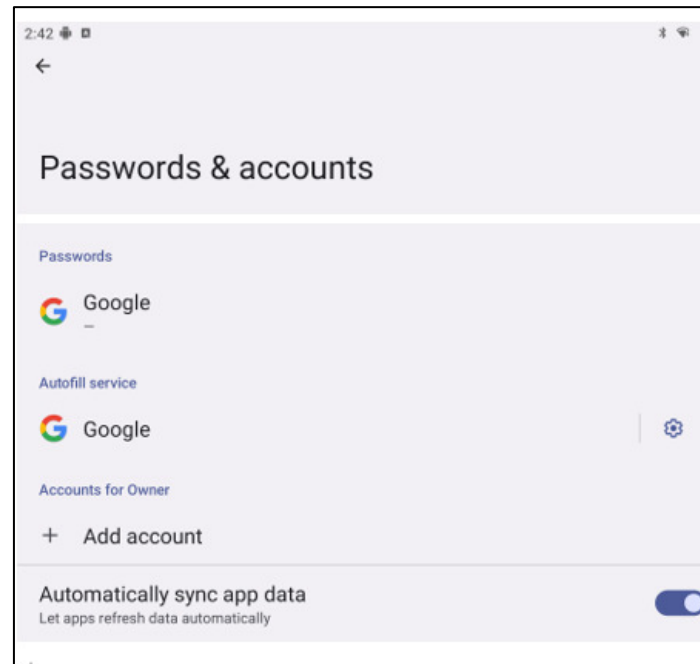 2:42
Passwords & accounts
Passwords
Google
–
Autofill service
Google
Accounts for Owner
+ Add account
Automatically sync app data
Let apps refresh data automatically